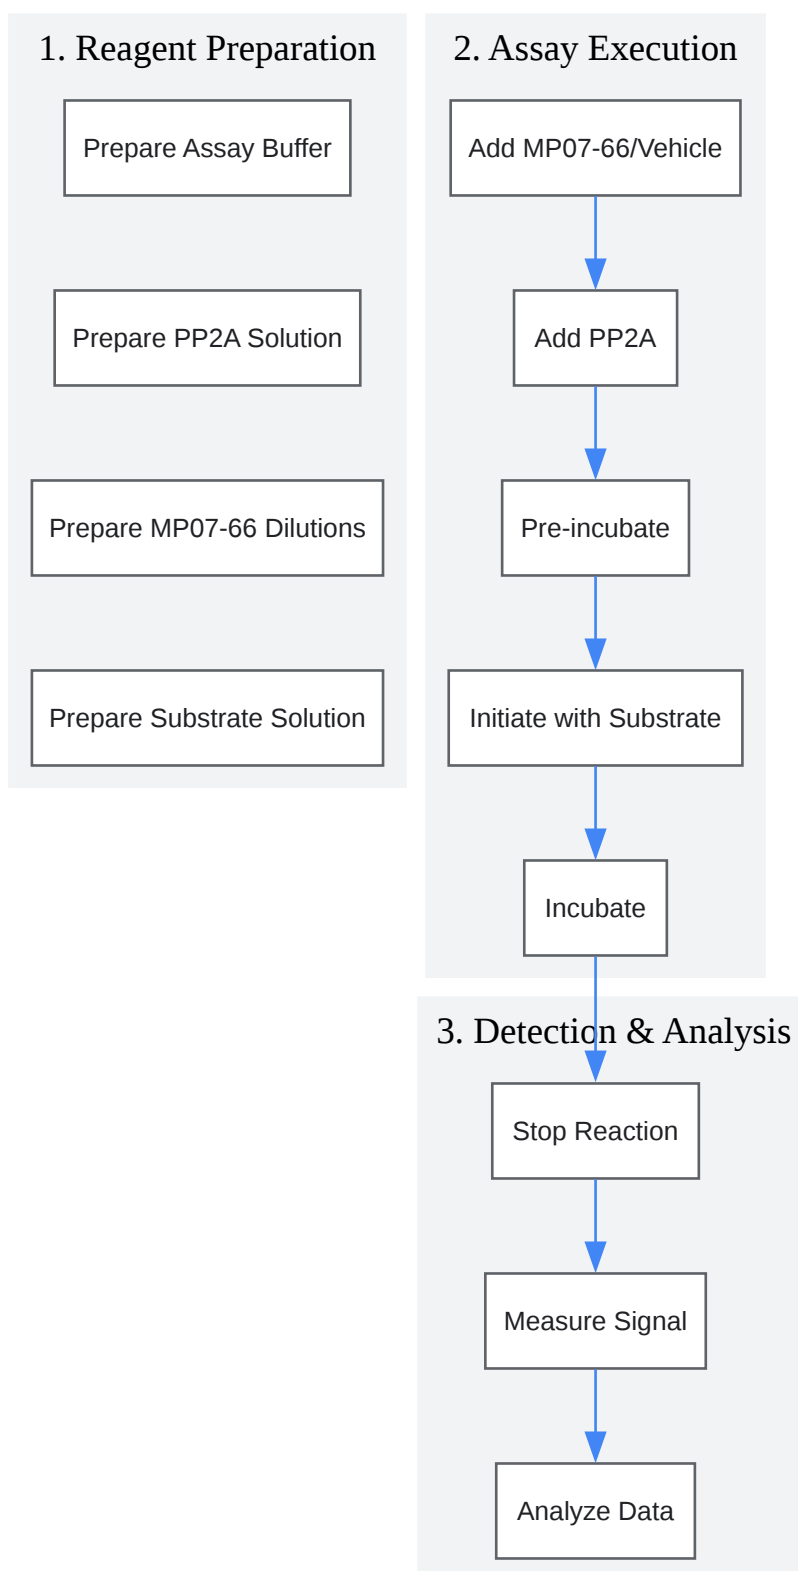 1. Reagent Preparation
Prepare Assay Buffer
Prepare PP2A Solution
Prepare MP07-66 Dilutions
Prepare Substrate Solution
2. Assay Execution
Add MP07-66/Vehicle
Add PP2A
Pre-incubate
Initiate with Substrate
Incubate
3. Detection & Analysis
Stop Reaction
Measure Signal
Analyze Data